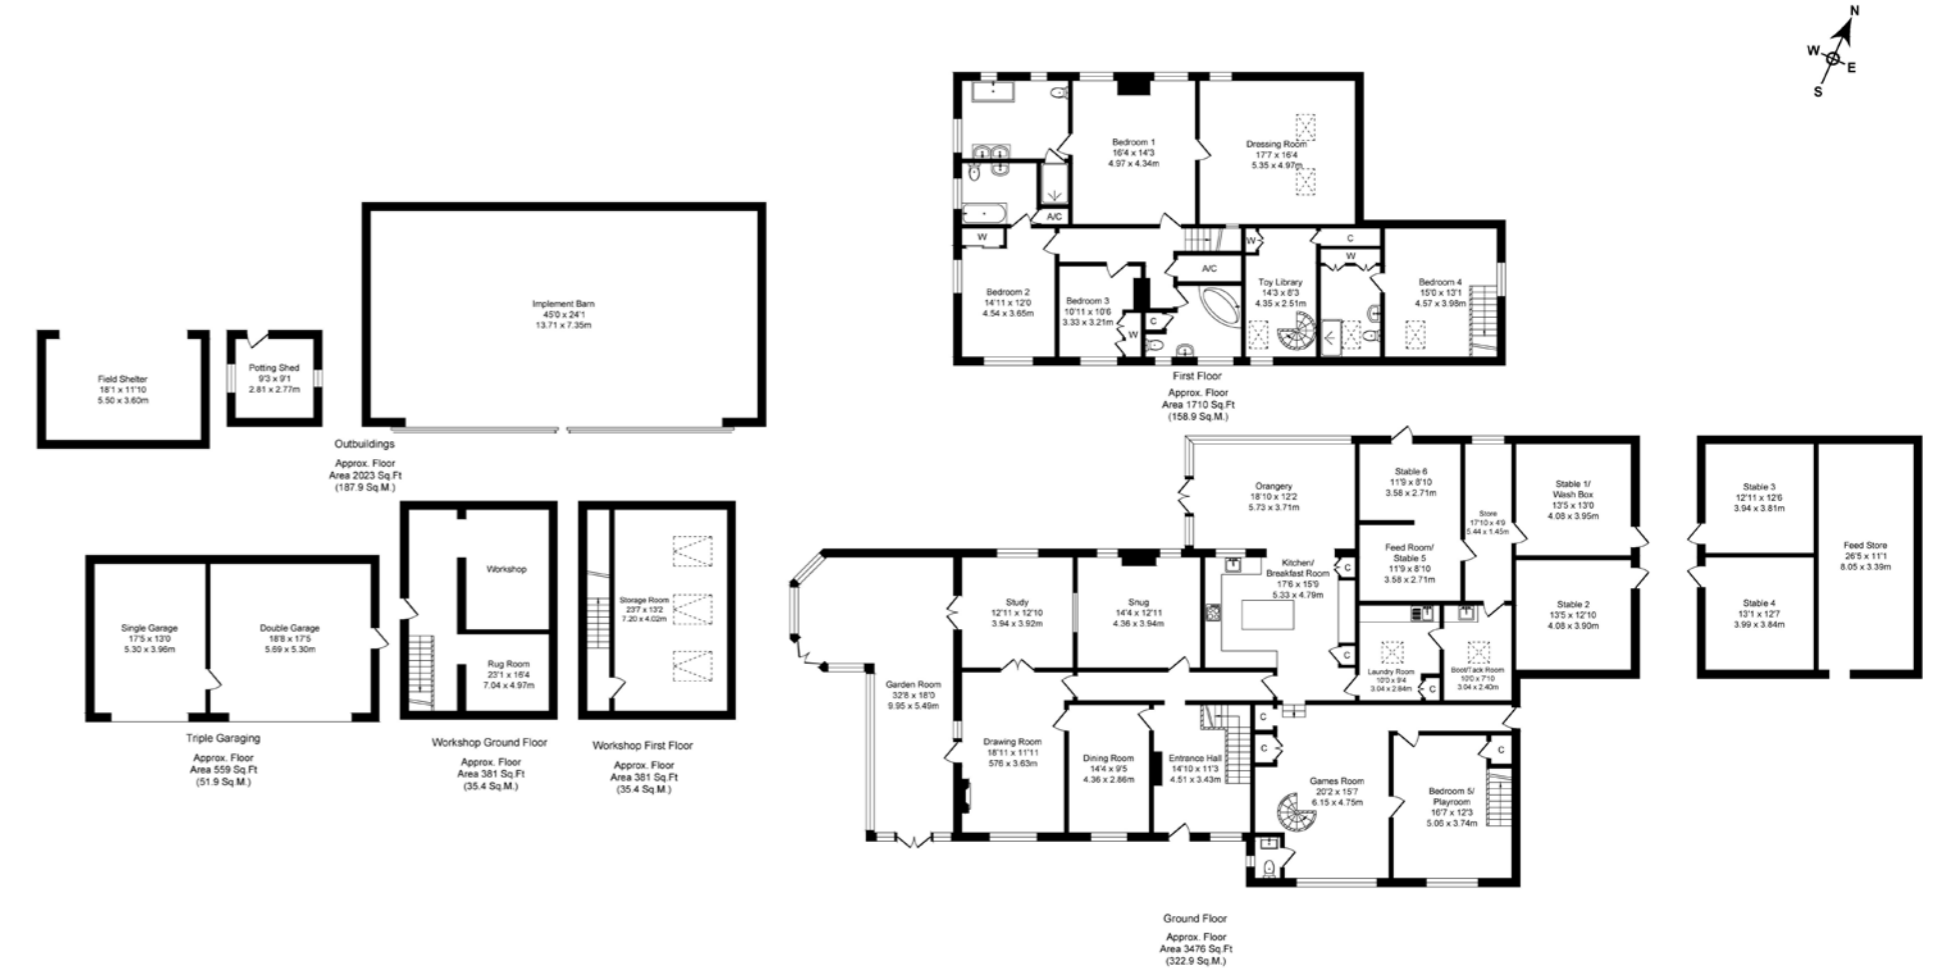 N
W
E
S
Bedroom 1
16'4 x 14'3
4.97 x 4.34m
Dressing Room
17'7 x 16'4
5.35 x 4.97m
A/C
W
Bedroom 2
14'11 x 12'0
4.54 x 3.65m
Bedroom 3
10'11 x 10'6
3.33 x 3.21m
W
A/C
C
W
Toy Library
14'3 x 8'3
4.35 x 2.51m
C
W
Bedroom 4
15'0 x 13'1
4.57 x 3.98m
First Floor
Approx. Floor
Area 1710 Sq.Ft
(158.9 Sq.M.)
Implement Barn
45'0 x 24'1
13.71 x 7.35m
Field Shelter
18'1 x 11'10
5.50 x 3.60m
Potting Shed
9'3 x 9'1
2.81 x 2.77m
Outbuildings
Approx. Floor
Area 2023 Sq.Ft
(187.9 Sq.M.)
Single Garage
17'5 x 13'0
5.30 x 3.96m
Double Garage
18'8 x 17'5
5.69 x 5.30m
Triple Garaging
Approx. Floor
Area 559 Sq.Ft
(51.9 Sq.M.)
Workshop
Rug Room
23'1 x 16'4
7.04 x 4.97m
Workshop Ground Floor
Approx. Floor
Area 381 Sq.Ft
(35.4 Sq.M.)
Storage Room
23'7 x 13'2
7.20 x 4.02m
Workshop First Floor
Approx. Floor
Area 381 Sq.Ft
(35.4 Sq.M.)
Orangery
18'10 x 12'2
5.73 x 3.71m
Stable 6
11'9 x 8'10
3.58 x 2.71m
Store
17'10 x 4'9
5.44 x 1.45m
Stable 1/
Wash Box
13'5 x 13'0
4.08 x 3.95m
Feed Room/
Stable 5
11'9 x 8'10
3.58 x 2.71m
Stable 2
13'5 x 12'10
4.08 x 3.90m
Stable 3
12'11 x 12'6
3.94 x 3.81m
Stable 4
13'1 x 12'7
3.99 x 3.84m
Feed Store
26'5 x 11'1
8.05 x 3.39m
Kitchen/
Breakfast Room
17'6 x 15'9
5.33 x 4.79m
C
C
Study
12'11 x 12'10
3.94 x 3.92m
Snug
14'4 x 12'11
4.36 x 3.94m
Laundry Room
10'0 x 9'4
3.04 x 2.84m
C
Boot/Tack Room
10'0 x 7'10
3.04 x 2.40m
Garden Room
32'8 x 18'0
9.95 x 5.49m
Drawing Room
18'11 x 11'11
576 x 3.63m
Dining Room
14'4 x 9'5
4.36 x 2.86m
Entrance Hall
14'10 x 11'3
4.51 x 3.43m
C
C
Games Room
20'2 x 15'7
6.15 x 4.75m
C
Bedroom 5/
Playroom
16'7 x 12'3
5.06 x 3.74m
Ground Floor
Approx. Floor
Area 3476 Sq.Ft
(322.9 Sq.M.)